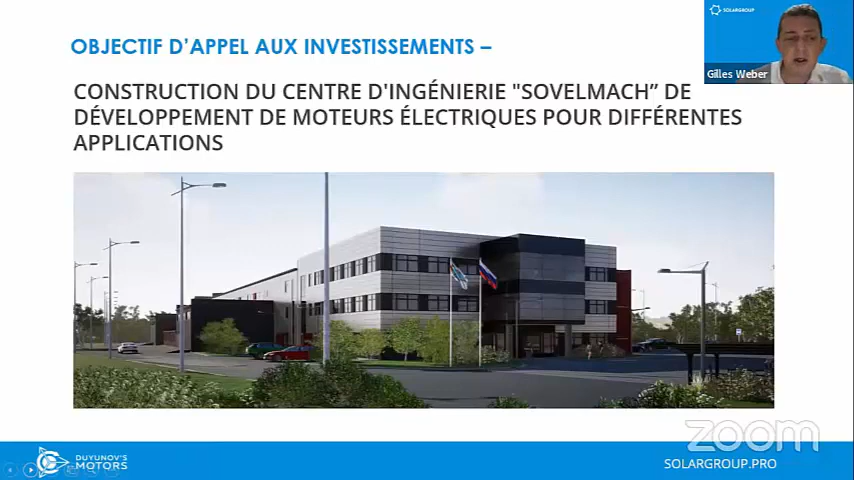 OBJECTIF D'APPEL AUX INVESTISSEMENTS –
CONSTRUCTION DU CENTRE D'INGÉNIERIE "SOVELMACH” DE
DÉVELOPPEMENT DE MOTEURS ÉLECTRIQUES POUR DIFFÉRENTES
APPLICATIONS
SOLARGROUP
Gilles Weber
zoom
DUYUNOV'S
MOTORS
SOLARGROUP.PRO